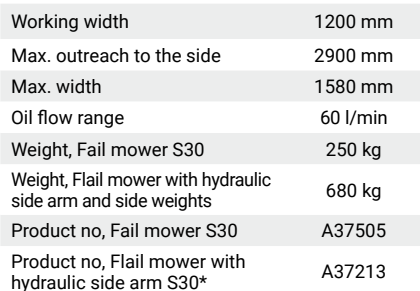 Working width 1200 mm
Max. outreach to the side 2900 mm
Max. width 1580 mm
Oil flow range 60 l/min
Weight, Fail mower S30 250 kg
Weight, Flail mower with hydraulic
side arm and side weights 680 kg
Product no, Fail mower S30 A37505
Product no, Flail mower with
hydraulic side arm S30* A37213